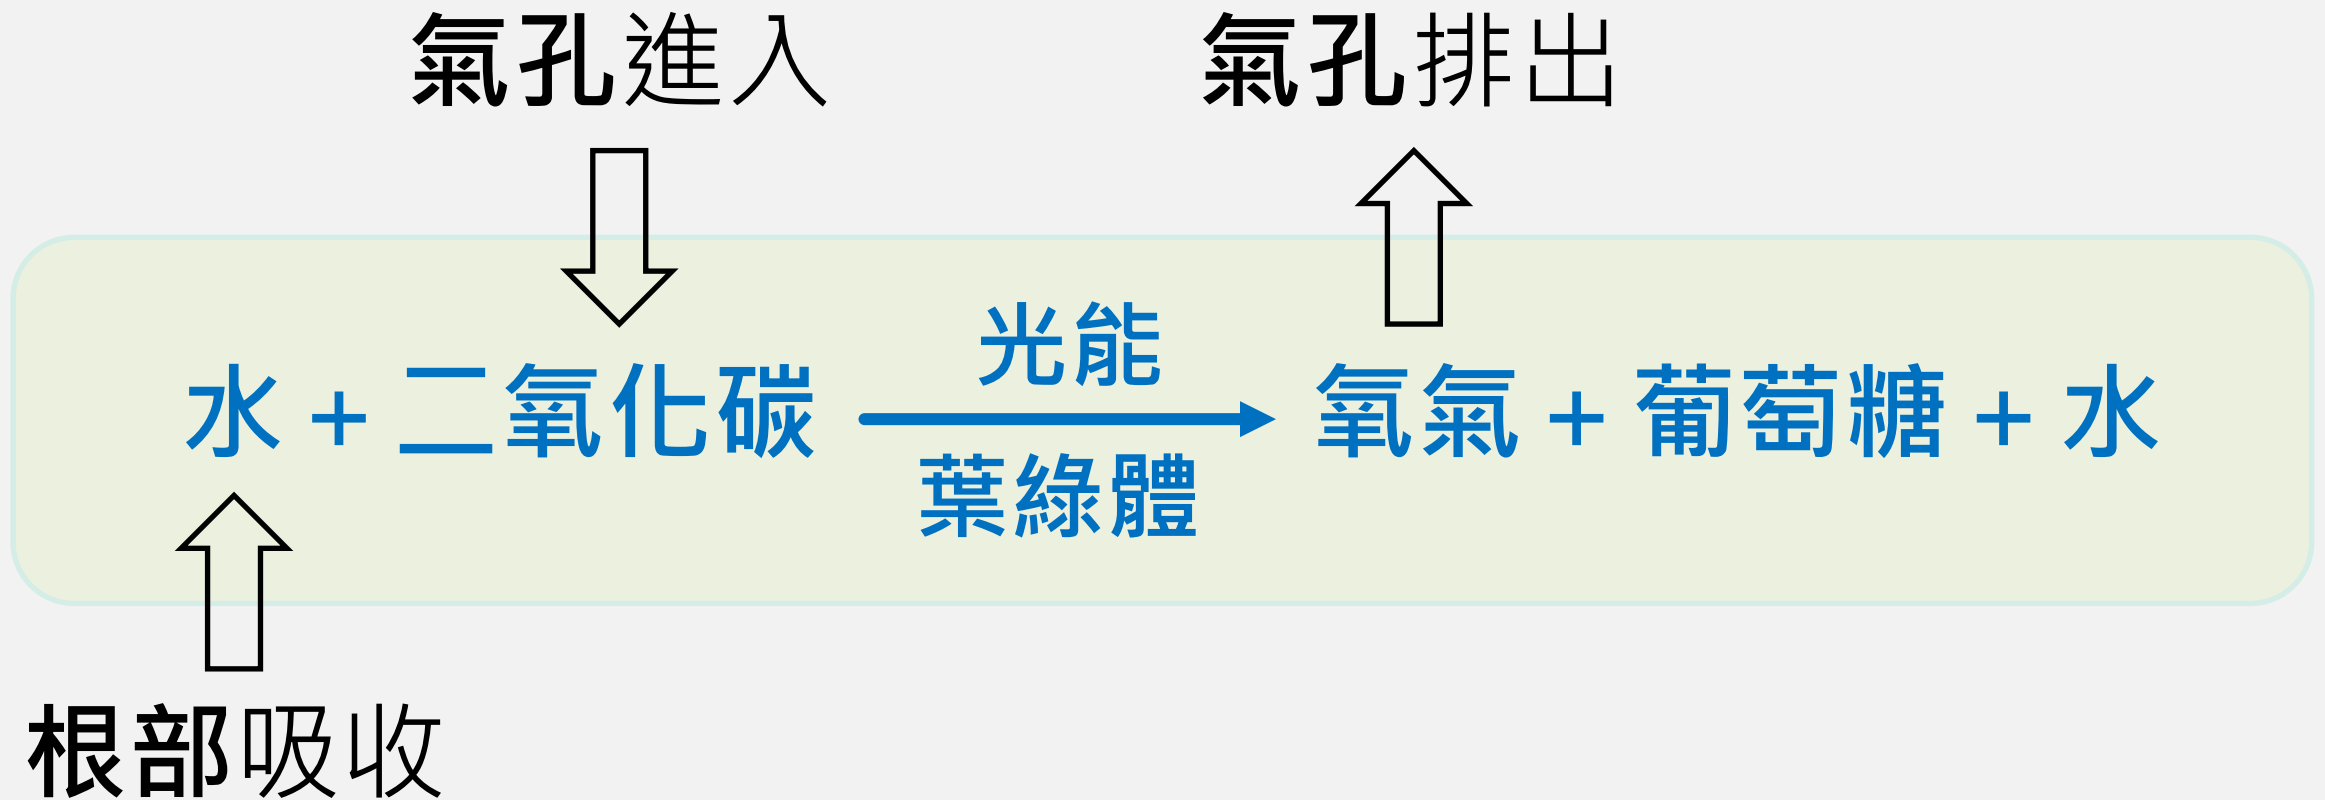 氣孔進入
氣孔排出
光能
水 + 二氧化碳
氧氣 + 葡萄糖 + 水
葉綠體
根部吸收